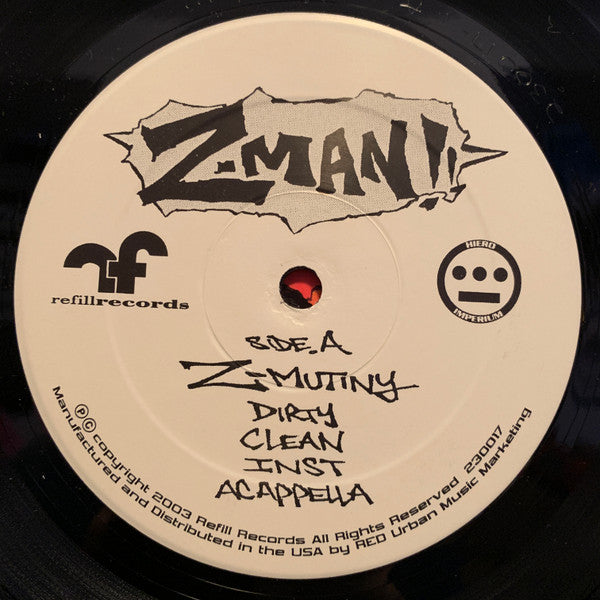 Z-MAN!!
refillrecords
HIERO
IMPERIUM
SIDE.A
Z-MUTINY
DIRTY
CLEAN
INST
ACAPPELLA
℗© copyright 2003 Refill Records All Rights Reserved 230017
Manufactured and Distributed in the USA by RED Urban Music Marketing